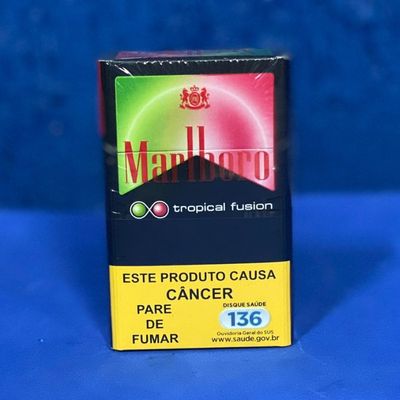 Marlboro
tropical fusion
ESTE PRODUTO CAUSA
CÂNCER
PARE
DE
FUMAR
DISQUE SAÚDE
136
Ouvidoria Geral do SUS
www.saude.gov.br